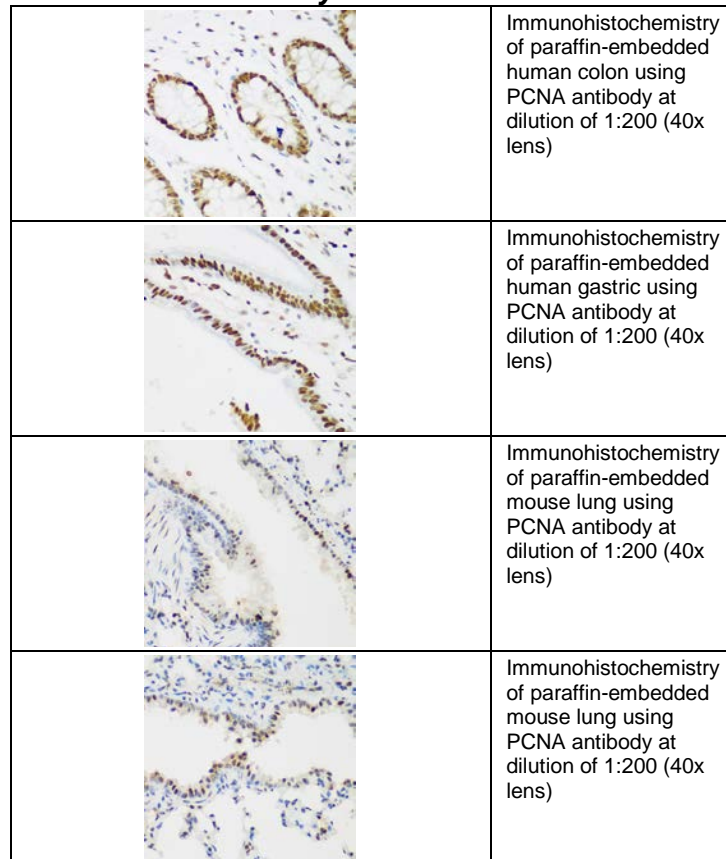 Immunohistochemistry
of paraffin-embedded
human colon using
PCNA antibody at
dilution of 1:200 (40x
lens)
Immunohistochemistry
of paraffin-embedded
human gastric using
PCNA antibody at
dilution of 1:200 (40x
lens)
Immunohistochemistry
of paraffin-embedded
mouse lung using
PCNA antibody at
dilution of 1:200 (40x
lens)
Immunohistochemistry
of paraffin-embedded
mouse lung using
PCNA antibody at
dilution of 1:200 (40x
lens)